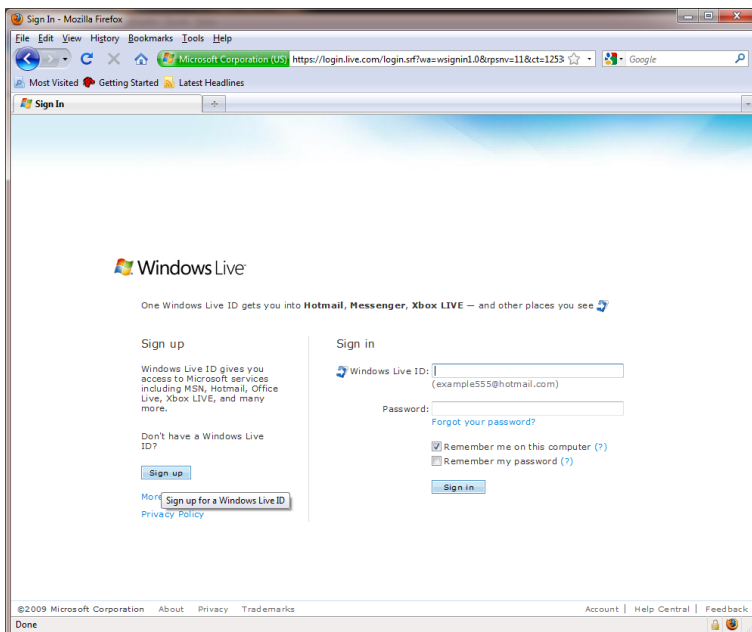 Sign In - Mozilla Firefox
File Edit View History Bookmarks Tools Help
Microsoft Corporation (US) https://login.live.com/login.srf?wa=wsignin1.0&rpsnv=11&ct=1253 Google
Most Visited Getting Started Latest Headlines
Sign In
Windows Live
One Windows Live ID gets you into Hotmail, Messenger, Xbox LIVE — and other places you see
Sign up
Windows Live ID gives you
access to Microsoft services
including MSN, Hotmail, Office
Live, Xbox LIVE, and many
more.
Don't have a Windows Live
ID?
Sign up
More
Sign up for a Windows Live ID
Privacy Policy
Sign in
Windows Live ID:
(example555@hotmail.com)
Password:
Forgot your password?
Remember me on this computer (?)
Remember my password (?)
Sign in
©2009 Microsoft Corporation About Privacy Trademarks Account | Help Central | Feedback
Done